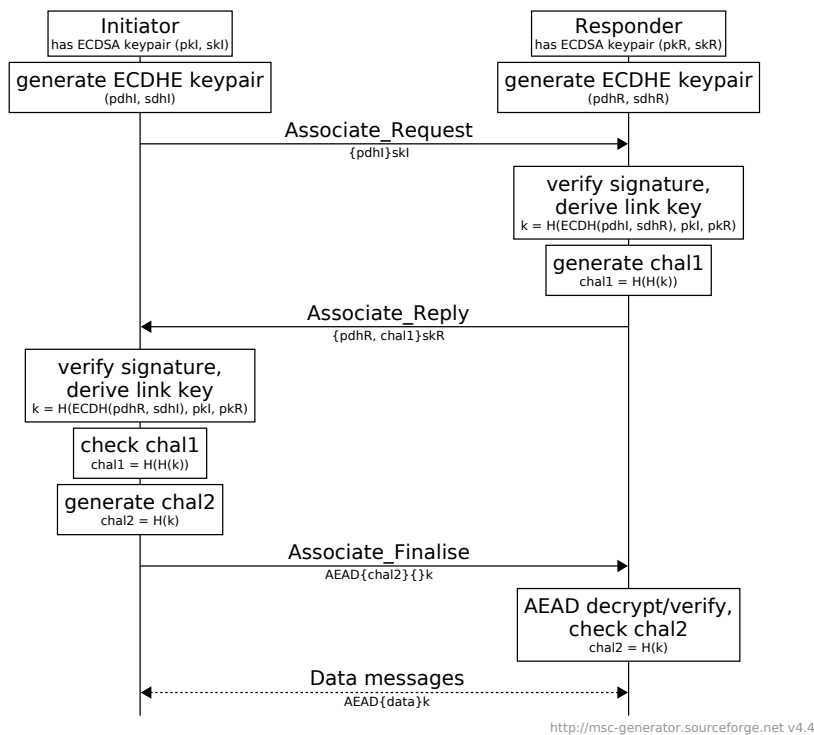 Initiator
has ECDSA keypair (pkI, skI)
Responder
has ECDSA keypair (pkR, skR)
generate ECDHE keypair
(pdhI, sdhI)
generate ECDHE keypair
(pdhR, sdhR)
Associate_Request
{pdhI}skI
verify signature,
derive link key
k = H(ECDH(pdhI, sdhR), pkI, pkR)
generate chal1
chal1 = H(H(k))
Associate_Reply
{pdhR, chal1}skR
verify signature,
derive link key
k = H(ECDH(pdhR, sdhI), pkI, pkR)
check chal1
chal1 = H(H(k))
generate chal2
chal2 = H(k)
Associate_Finalise
AEAD{chal2}{}k
AEAD decrypt/verify,
check chal2
chal2 = H(k)
Data messages
AEAD{data}k
http://msc-generator.sourceforge.net v4.4